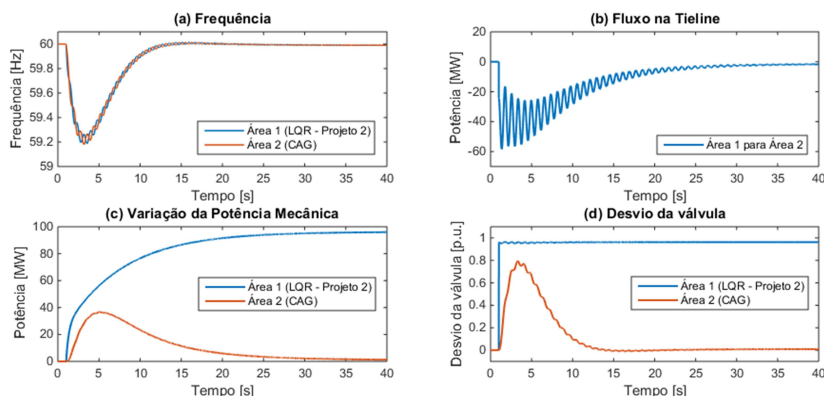 (a) Frequência
60
59.8
59.6
59.4
59.2
59
Frequência [Hz]
Área 1 (LQR - Projeto 2)
Área 2 (CAG)
0 5 10 15 20 25 30 35 40
Tempo [s]
(b) Fluxo na Tieline
20
0
-20
-40
-60
Potência [MW]
Área 1 para Área 2
0 5 10 15 20 25 30 35 40
Tempo [s]
(c) Variação da Potência Mecânica
100
80
60
40
20
0
Potência [MW]
Área 1 (LQR - Projeto 2)
Área 2 (CAG)
0 5 10 15 20 25 30 35 40
Tempo [s]
(d) Desvio da válvula
1
0.8
0.6
0.4
0.2
0
Desvio da válvula [p.u.]
Área 1 (LQR - Projeto 2)
Área 2 (CAG)
0 5 10 15 20 25 30 35 40
Tempo [s]